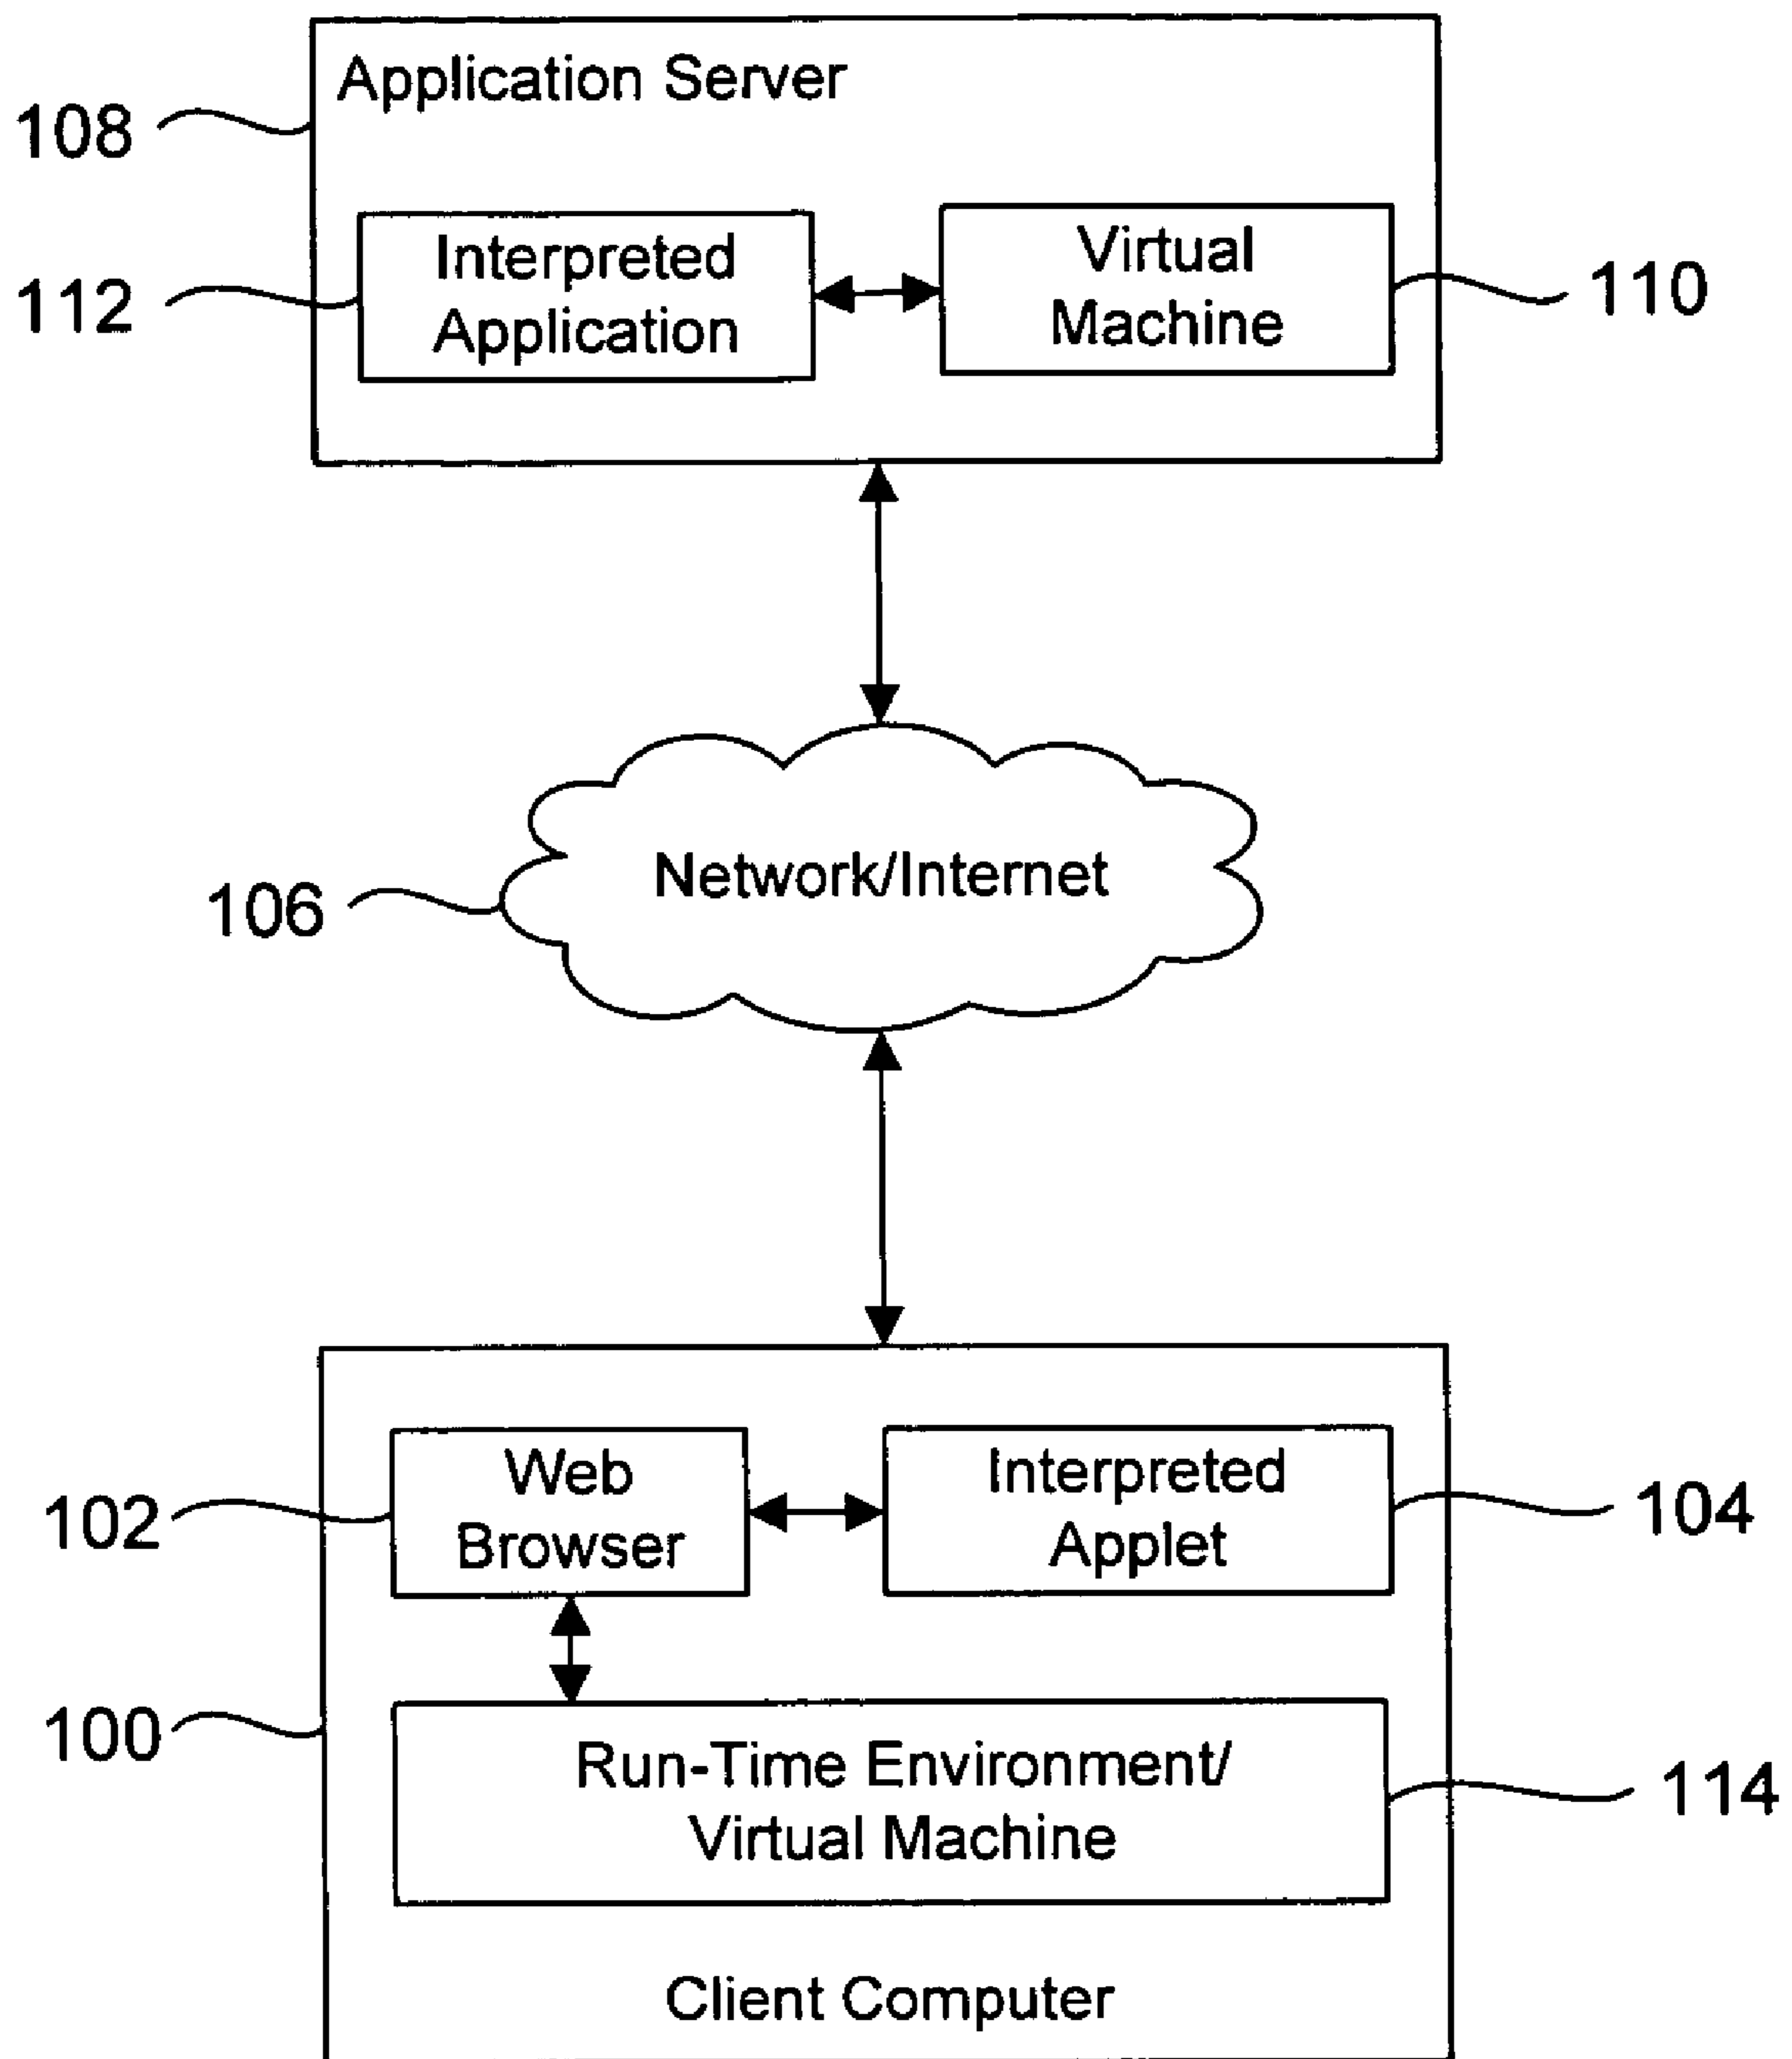 Application Server
108
Interpreted
Application
Virtual
Machine
112
110
Network/Internet
106
Web
Browser
Interpreted
Applet
102
104
100
Run-Time Environment/
Virtual Machine
114
Client Computer